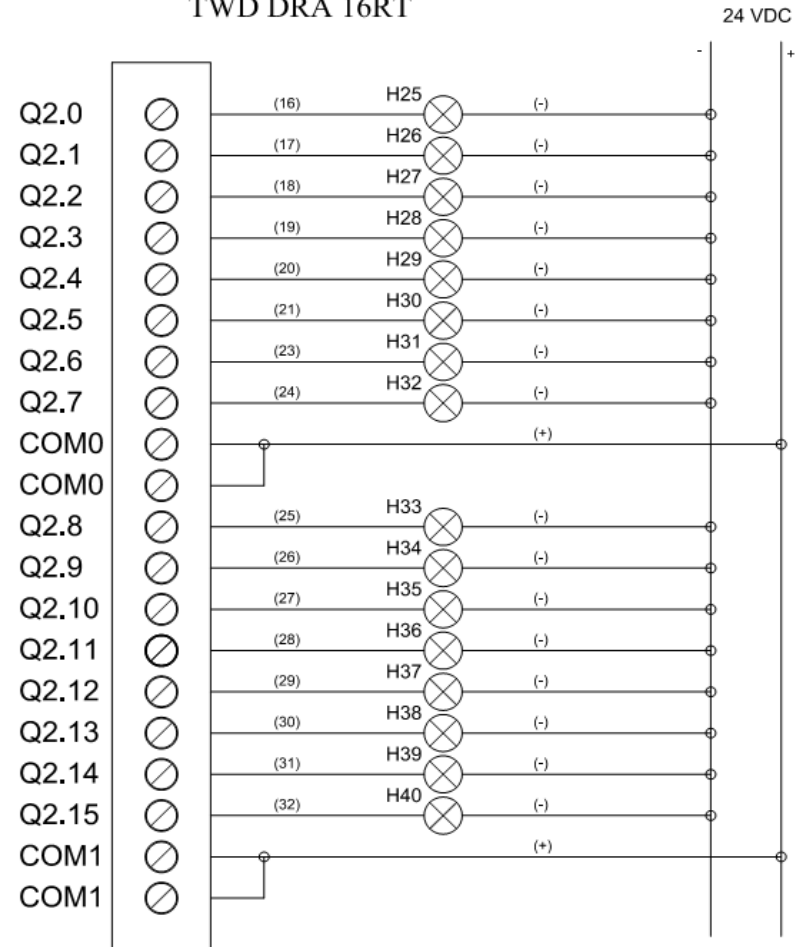 TWD DRA 16RT
24 VDC
- +
Q2.0 (16) H25 (-)
Q2.1 (17) H26 (-)
Q2.2 (18) H27 (-)
Q2.3 (19) H28 (-)
Q2.4 (20) H29 (-)
Q2.5 (21) H30 (-)
Q2.6 (23) H31 (-)
Q2.7 (24) H32 (-)
COM0 (+)
COM0
Q2.8 (25) H33 (-)
Q2.9 (26) H34 (-)
Q2.10 (27) H35 (-)
Q2.11 (28) H36 (-)
Q2.12 (29) H37 (-)
Q2.13 (30) H38 (-)
Q2.14 (31) H39 (-)
Q2.15 (32) H40 (-)
COM1 (+)
COM1